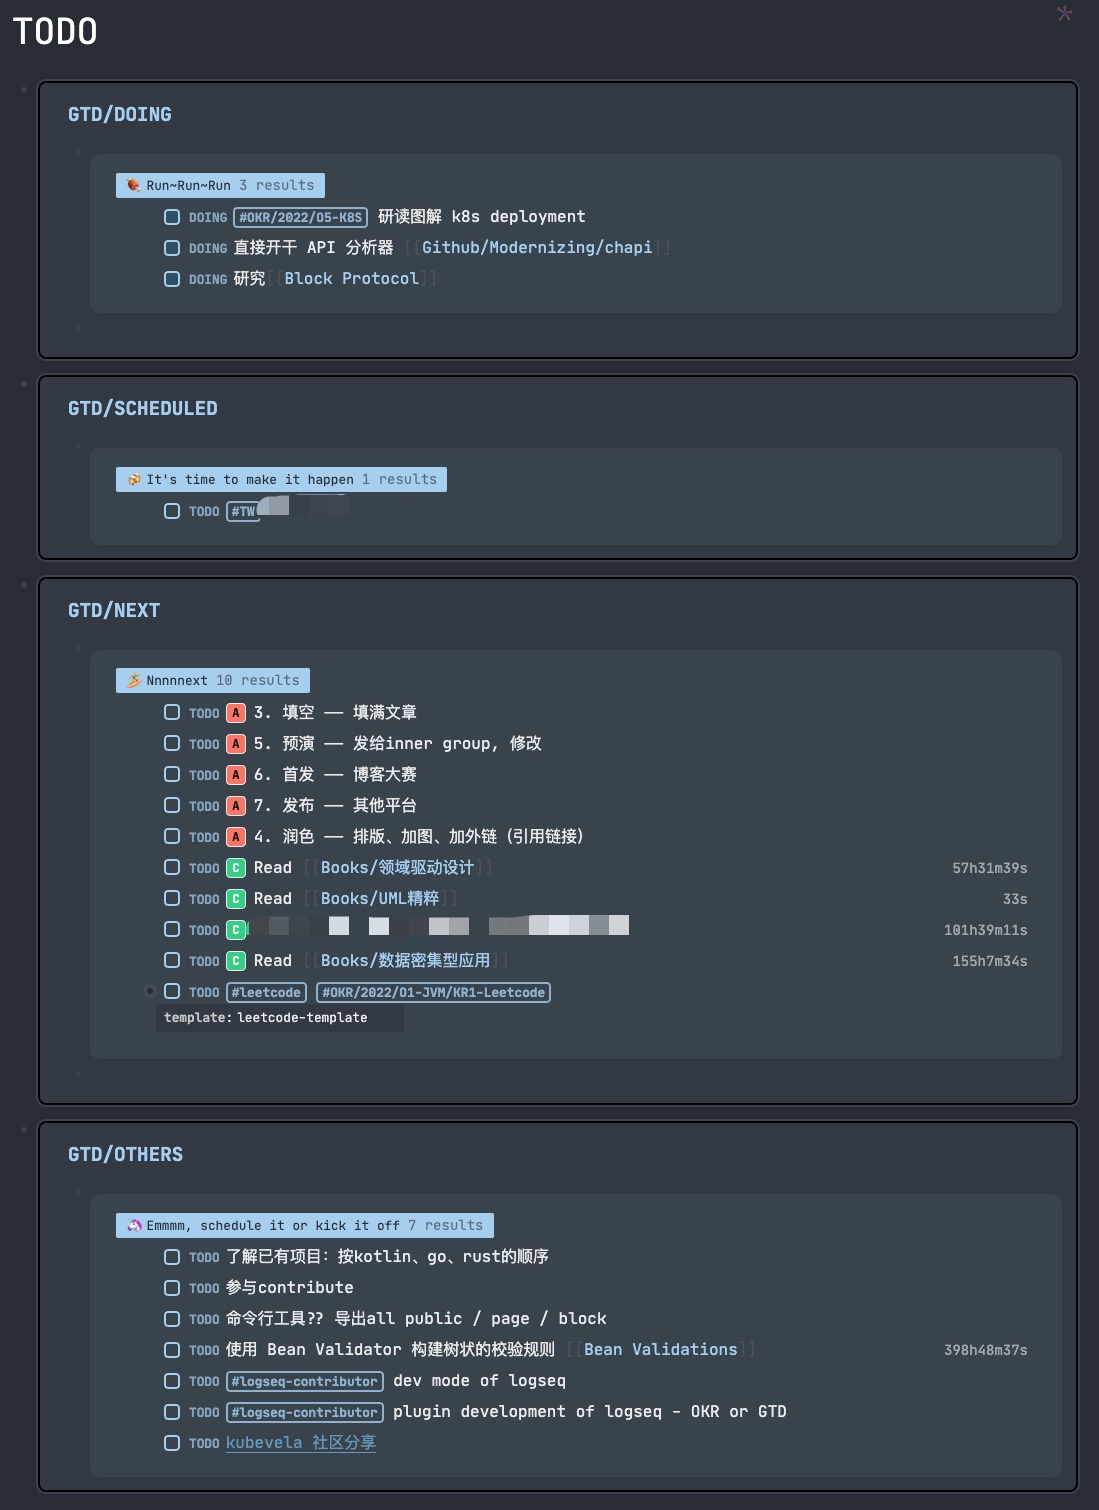 TODO
GTD/DOING
Run~Run~Run 3 results
DOING #OKR/2022/O5-K8S 研读图解 k8s deployment
DOING 直接开干 API 分析器 [[Github/Modernizing/chapi]]
DOING 研究[[Block Protocol]]
GTD/SCHEDULED
It's time to make it happen 1 results
TODO #TW
GTD/NEXT
Nnnnnext 10 results
TODO A 3. 填空 —— 填满文章
TODO A 5. 预演 —— 发给inner group, 修改
TODO A 6. 首发 —— 博客大赛
TODO A 7. 发布 —— 其他平台
TODO A 4. 润色 —— 排版、加图、加外链（引用链接）
TODO C Read [[Books/领域驱动设计]] 57h31m39s
TODO C Read [[Books/UML精粹]] 33s
TODO C 101h39m11s
TODO C Read [[Books/数据密集型应用]] 155h7m34s
TODO #leetcode #OKR/2022/O1-JVM/KR1-Leetcode
template: leetcode-template
GTD/OTHERS
Emmmm, schedule it or kick it off 7 results
TODO 了解已有项目：按kotlin、go、rust的顺序
TODO 参与contribute
TODO 命令行工具?? 导出all public / page / block
TODO 使用 Bean Validator 构建树状的校验规则 [[Bean Validations]] 398h48m37s
TODO #logseq-contributor dev mode of logseq
TODO #logseq-contributor plugin development of logseq - OKR or GTD
TODO kubevela 社区分享